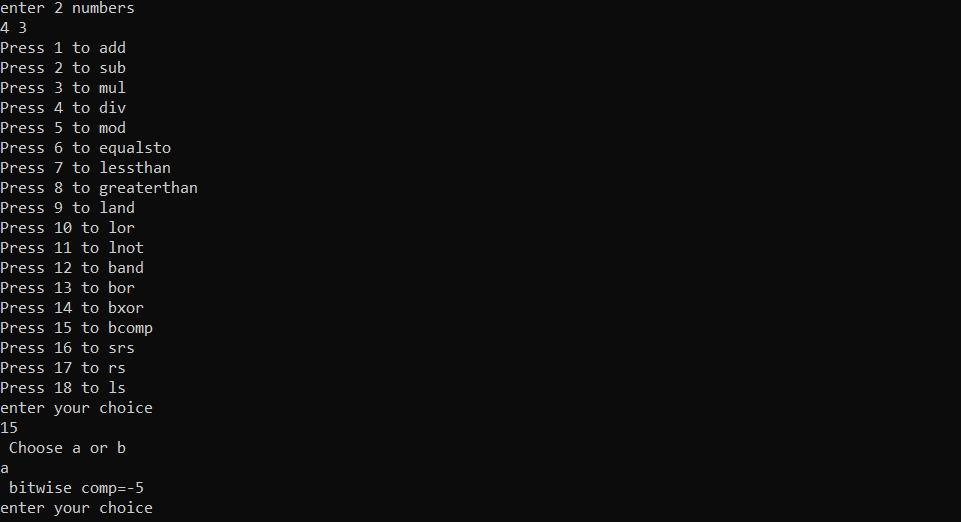 enter 2 numbers
4 3
Press 1 to add
Press 2 to sub
Press 3 to mul
Press 4 to div
Press 5 to mod
Press 6 to equalsto
Press 7 to lessthan
Press 8 to greaterthan
Press 9 to land
Press 10 to lor
Press 11 to lnot
Press 12 to band
Press 13 to bor
Press 14 to bxor
Press 15 to bcomp
Press 16 to srs
Press 17 to rs
Press 18 to ls
enter your choice
15
 Choose a or b
a
 bitwise comp=-5
enter your choice